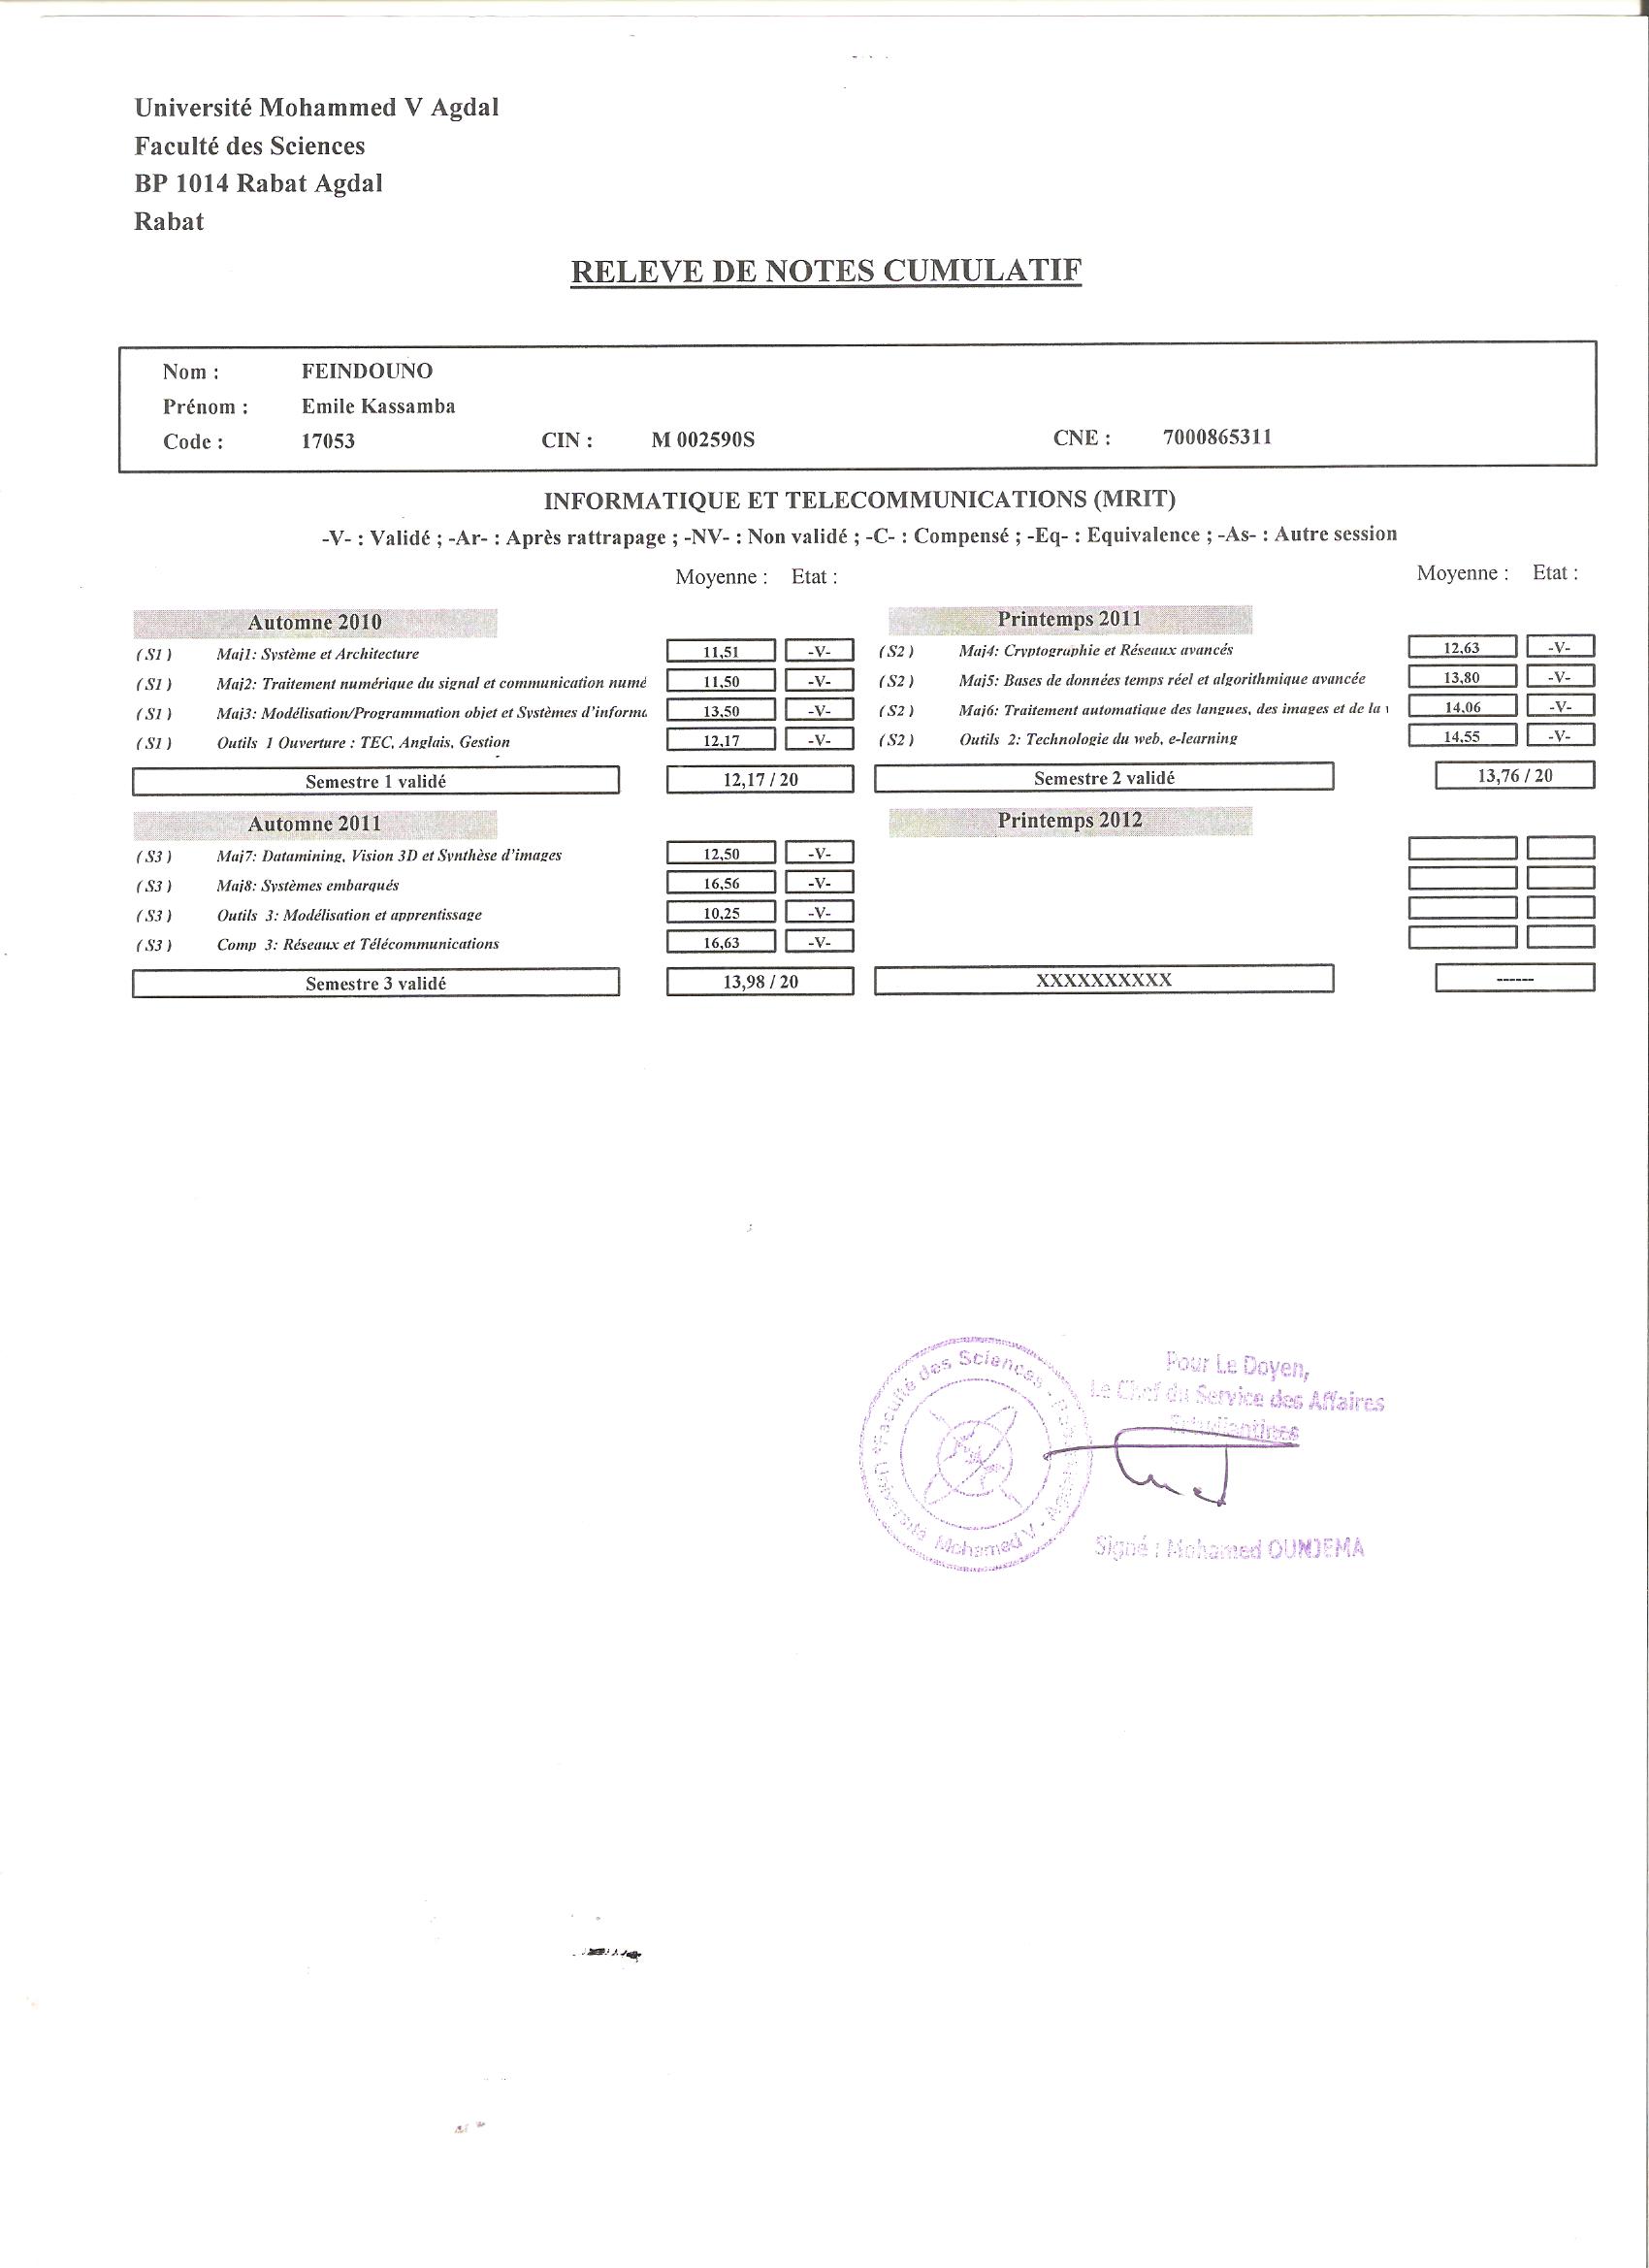 Université Mohammed V Agdal
Faculté des Sciences
BP 1014 Rabat Agdal
Rabat
RELEVE DE NOTES CUMULATIF
Nom : FEINDOUNO
Prénom : Emile Kassamba
Code : 17053 CIN : M 002590S CNE : 7000865311
INFORMATIQUE ET TELECOMMUNICATIONS (MRIT)
-V- : Validé ; -Ar- : Après rattrapage ; -NV- : Non validé ; -C- : Compensé ; -Eq- : Equivalence ; -As- : Autre session
Moyenne : Etat : Moyenne : Etat :
Automne 2010
( S1 ) Maj1: Système et Architecture 11,51 -V-
( S1 ) Maj2: Traitement numérique du signal et communication numé 11,50 -V-
( S1 ) Maj3: Modélisation/Programmation objet et Systèmes d'informa 13,50 -V-
( S1 ) Outils 1 Ouverture : TEC, Anglais, Gestion 12,17 -V-
Semestre 1 validé 12,17 / 20
Printemps 2011
( S2 ) Maj4: Cryptographie et Réseaux avancés 12,63 -V-
( S2 ) Maj5: Bases de données temps réel et algorithmique avancée 13,80 -V-
( S2 ) Maj6: Traitement automatique des langues, des images et de la 14,06 -V-
( S2 ) Outils 2: Technologie du web, e-learning 14,55 -V-
Semestre 2 validé 13,76 / 20
Automne 2011
( S3 ) Maj7: Datamining, Vision 3D et Synthèse d'images 12,50 -V-
( S3 ) Maj8: Systèmes embarqués 16,56 -V-
( S3 ) Outils 3: Modélisation et apprentissage 10,25 -V-
( S3 ) Comp 3: Réseaux et Télécommunications 16,63 -V-
Semestre 3 validé 13,98 / 20
Printemps 2012
XXXXXXXXXX ------
Faculté des Sciences -
Université Mohamed V -
Pour Le Doyen,
Le Chef du Service des Affaires
Estudiantines
Signé : Mohamed OUNJEMA